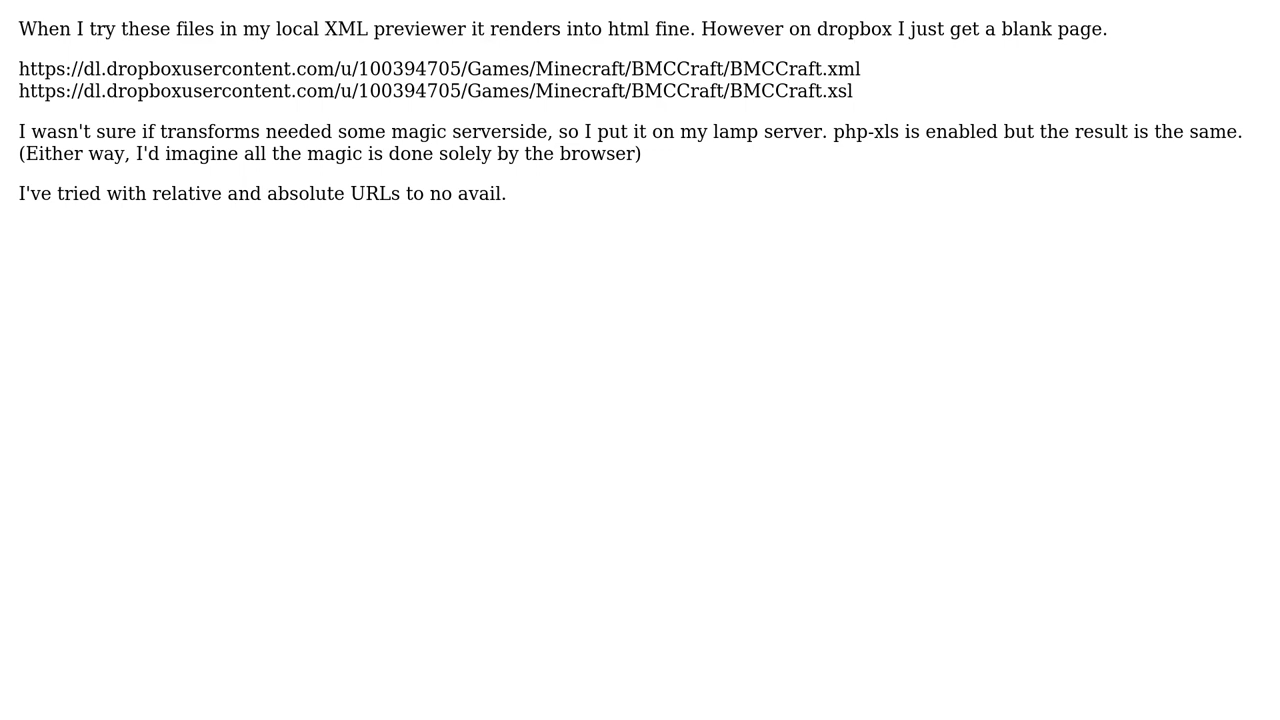 When I try these files in my local XML previewer it renders into html fine. However on dropbox I just get a blank page.
https://dl.dropboxusercontent.com/u/100394705/Games/Minecraft/BMCCraft/BMCCraft.xml
https://dl.dropboxusercontent.com/u/100394705/Games/Minecraft/BMCCraft/BMCCraft.xsl
I wasn't sure if transforms needed some magic serverside, so I put it on my lamp server. php-xls is enabled but the result is the same.
(Either way, I'd imagine all the magic is done solely by the browser)
I've tried with relative and absolute URLs to no avail.